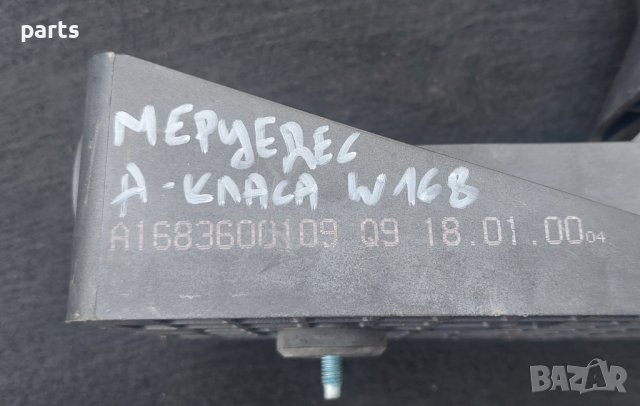 parts
МЕРЦЕДЕС
А-КЛАСА W168
A1683600109 Q9 18.01.00 04
BAZAR